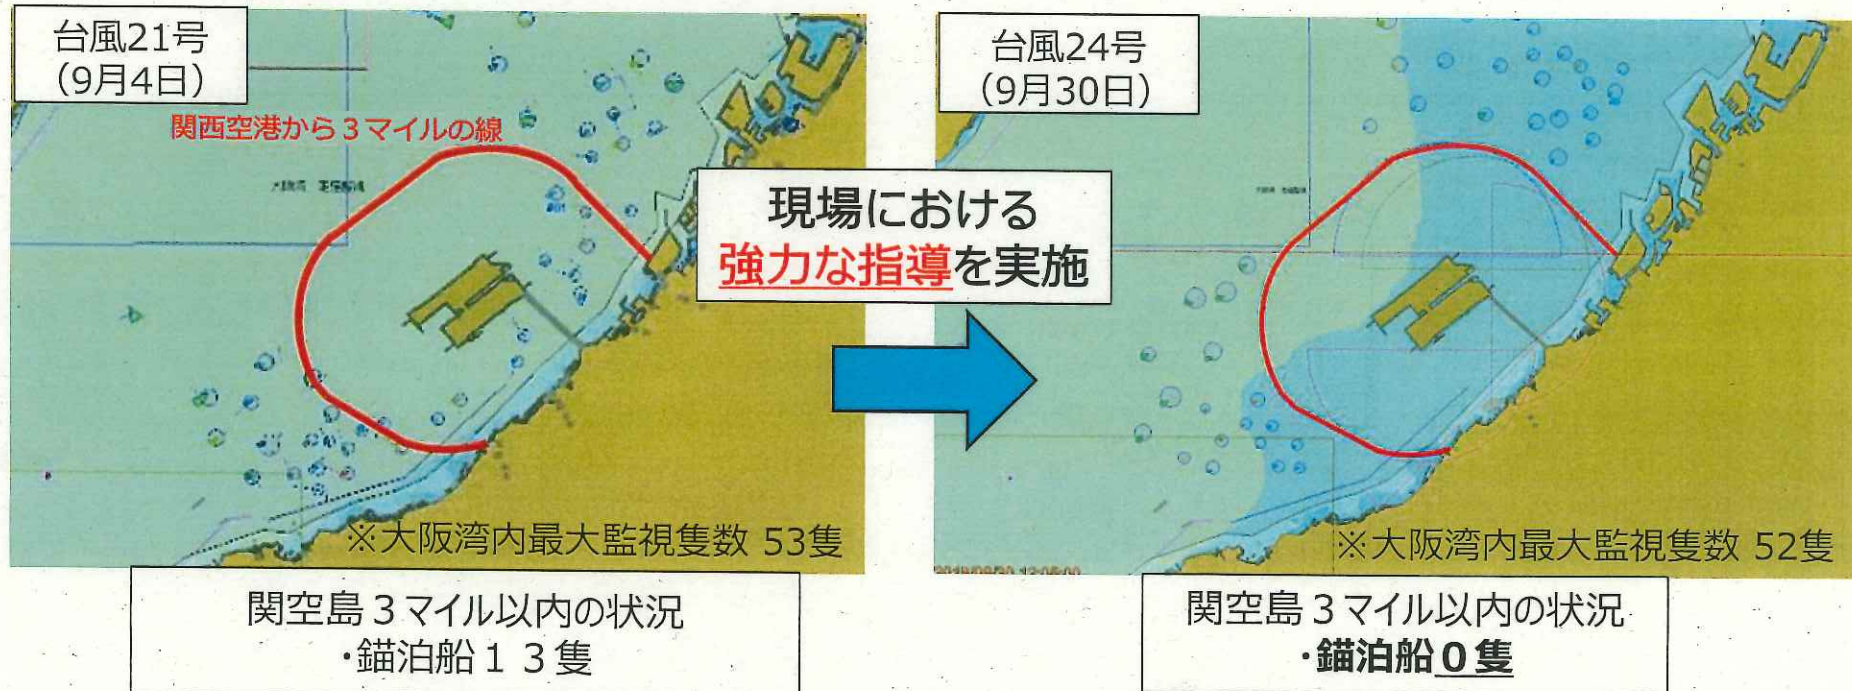 台風21号
（9月4日）
関西空港から３マイルの線
※大阪湾内最大監視隻数 53隻
関空島３マイル以内の状況
・錨泊船１３隻
現場における
強力な指導を実施
台風24号
（9月30日）
※大阪湾内最大監視隻数 52隻
関空島３マイル以内の状況
・錨泊船０隻